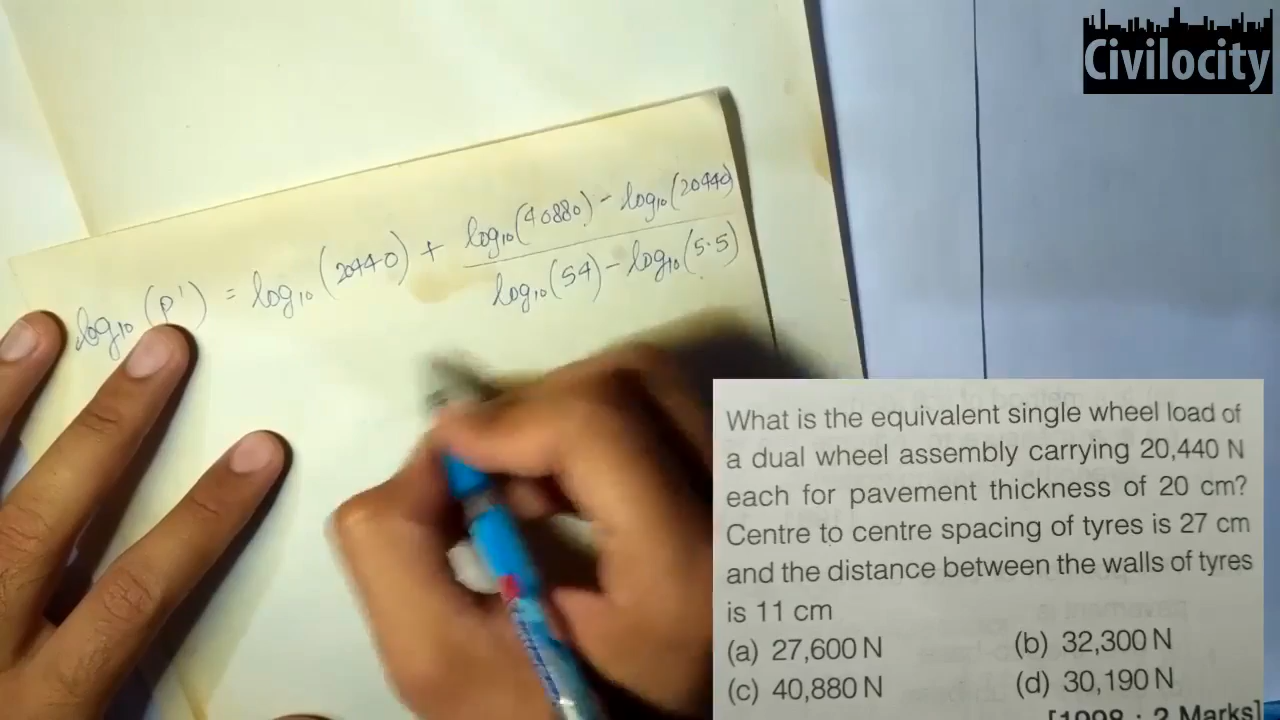 Civilocity
log10(p') = log10(20440) + log10(40880) - log10(20440)
log10(54) - log10(5.5)
What is the equivalent single wheel load of
a dual wheel assembly carrying 20,440 N
each for pavement thickness of 20 cm?
Centre to centre spacing of tyres is 27 cm
and the distance between the walls of tyres
is 11 cm
(a) 27,600 N (b) 32,300 N
(c) 40,880 N (d) 30,190 N
[1998 : 2 Marks]